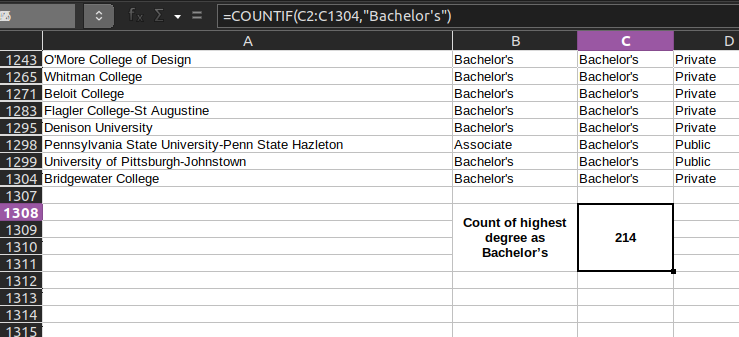 =COUNTIF(C2:C1304,"Bachelor's")
A B C D
1243 O'More College of Design Bachelor's Bachelor's Private
1265 Whitman College Bachelor's Bachelor's Private
1271 Beloit College Bachelor's Bachelor's Private
1283 Flagler College-St Augustine Bachelor's Bachelor's Private
1295 Denison University Bachelor's Bachelor's Private
1298 Pennsylvania State University-Penn State Hazleton Associate Bachelor's Public
1299 University of Pittsburgh-Johnstown Bachelor's Bachelor's Public
1304 Bridgewater College Bachelor's Bachelor's Private
1307
1308
1309
1310
1311
Count of highest
degree as
Bachelor's
214
1312
1313
1314
1315